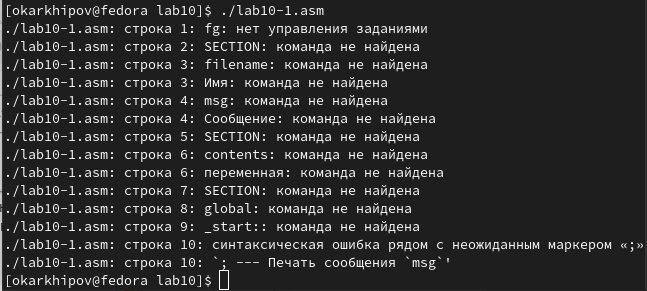 [okarkhipov@fedora lab10]$ ./lab10-1.asm
./lab10-1.asm: строка 1: fg: нет управления заданиями
./lab10-1.asm: строка 2: SECTION: команда не найдена
./lab10-1.asm: строка 3: filename: команда не найдена
./lab10-1.asm: строка 3: Имя: команда не найдена
./lab10-1.asm: строка 4: msg: команда не найдена
./lab10-1.asm: строка 4: Сообщение: команда не найдена
./lab10-1.asm: строка 5: SECTION: команда не найдена
./lab10-1.asm: строка 6: contents: команда не найдена
./lab10-1.asm: строка 6: переменная: команда не найдена
./lab10-1.asm: строка 7: SECTION: команда не найдена
./lab10-1.asm: строка 8: global: команда не найдена
./lab10-1.asm: строка 9: _start:: команда не найдена
./lab10-1.asm: строка 10: синтаксическая ошибка рядом с неожиданным маркером «;»
./lab10-1.asm: строка 10: `; --- Печать сообщения `msg`'
[okarkhipov@fedora lab10]$